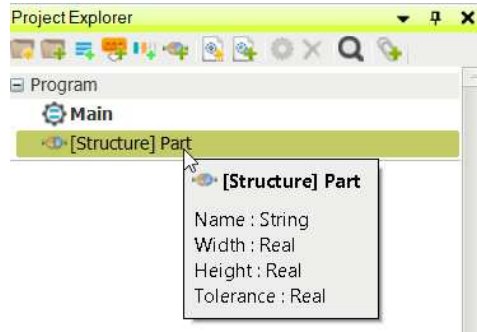 Project Explorer
Program
Main
[Structure] Part
[Structure] Part
Name : String
Width : Real
Height : Real
Tolerance : Real